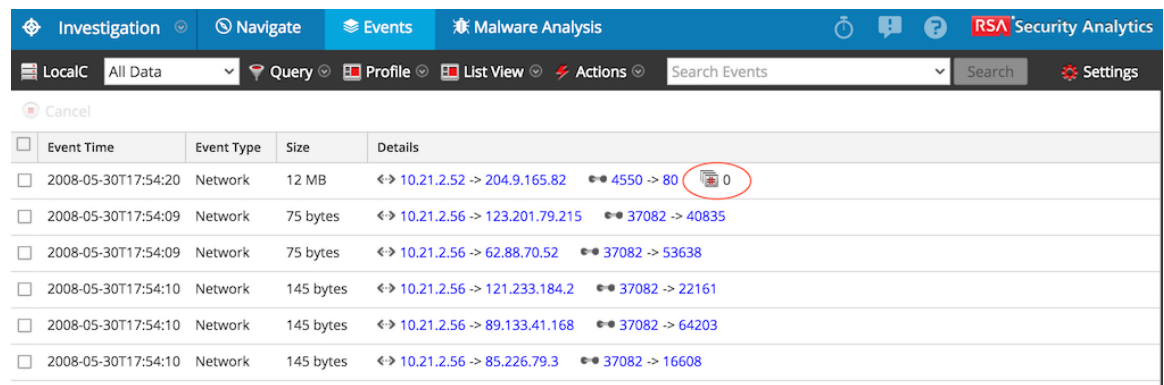 Investigation Navigate Events Malware Analysis RSA Security Analytics
LocalC All Data Query Profile List View Actions Search Events Search Settings
Cancel
Event Time Event Type Size Details
2008-05-30T17:54:20 Network 12 MB 10.21.2.52 -> 204.9.165.82 4550 -> 80 0
2008-05-30T17:54:09 Network 75 bytes 10.21.2.56 -> 123.201.79.215 37082 -> 40835
2008-05-30T17:54:09 Network 75 bytes 10.21.2.56 -> 62.88.70.52 37082 -> 53638
2008-05-30T17:54:10 Network 145 bytes 10.21.2.56 -> 121.233.184.2 37082 -> 22161
2008-05-30T17:54:10 Network 145 bytes 10.21.2.56 -> 89.133.41.168 37082 -> 64203
2008-05-30T17:54:10 Network 145 bytes 10.21.2.56 -> 85.226.79.3 37082 -> 16608